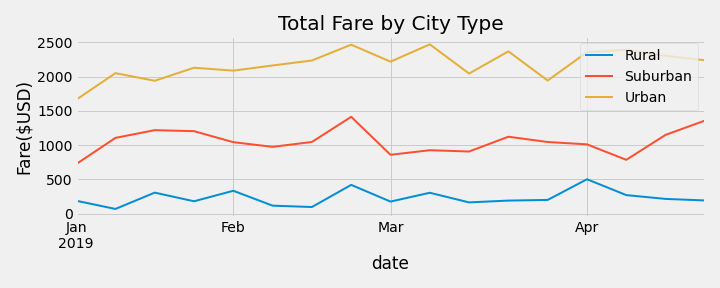 Total Fare by City Type
Fare($USD)
2500
2000
1500
1000
500
0
Rural
Suburban
Urban
Jan
2019
Feb
Mar
Apr
date